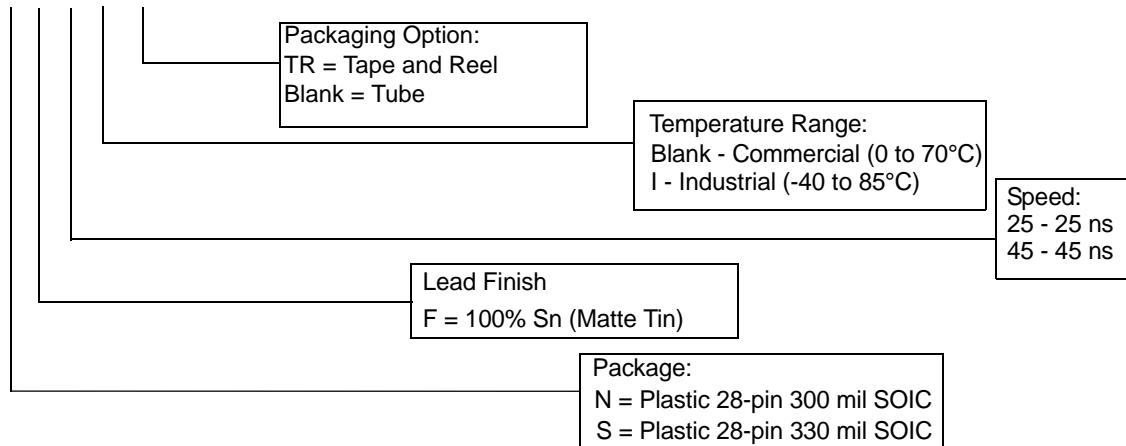 Packaging Option:
TR = Tape and Reel
Blank = Tube
Temperature Range:
Blank - Commercial (0 to 70°C)
I - Industrial (-40 to 85°C)
Speed:
25 - 25 ns
45 - 45 ns
Lead Finish
F = 100% Sn (Matte Tin)
Package:
N = Plastic 28-pin 300 mil SOIC
S = Plastic 28-pin 330 mil SOIC